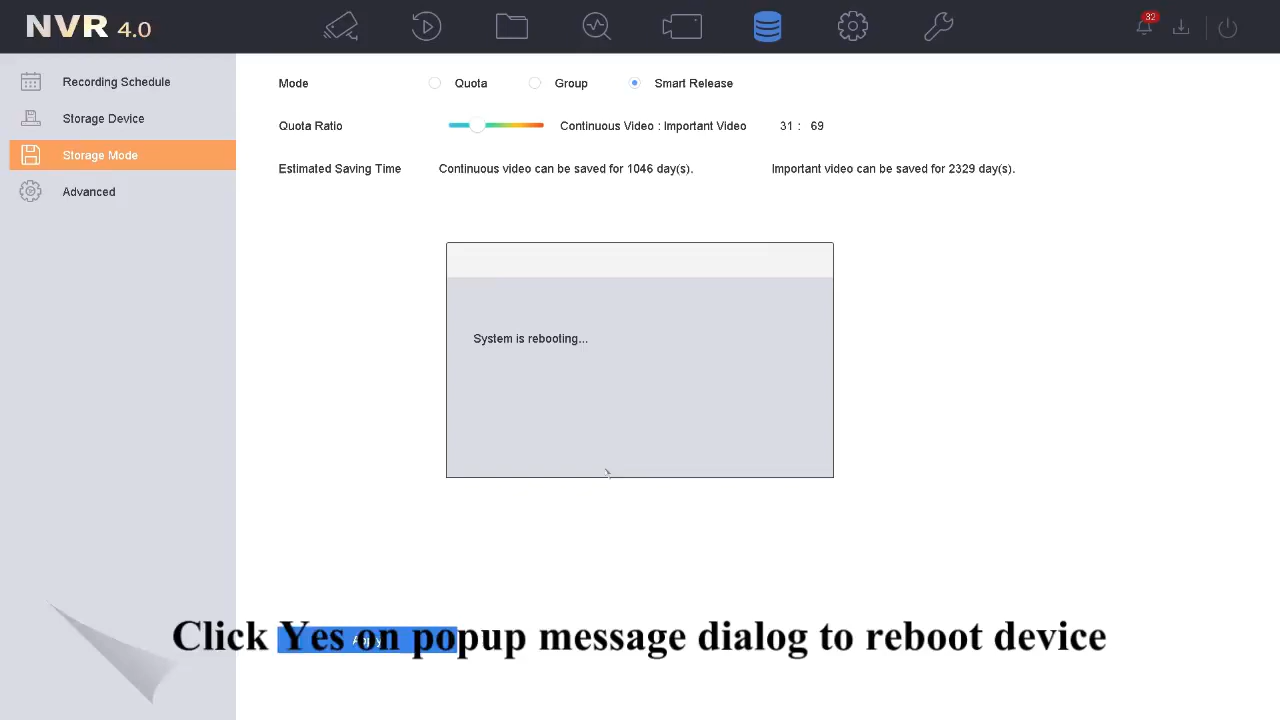 NVR 4.0
32
Recording Schedule
Storage Device
Storage Mode
Advanced
Mode Quota Group Smart Release
Quota Ratio Continuous Video : Important Video 31 : 69
Estimated Saving Time Continuous video can be saved for 1046 day(s). Important video can be saved for 2329 day(s).
System is rebooting...
Apply
Click Yes on popup message dialog to reboot device